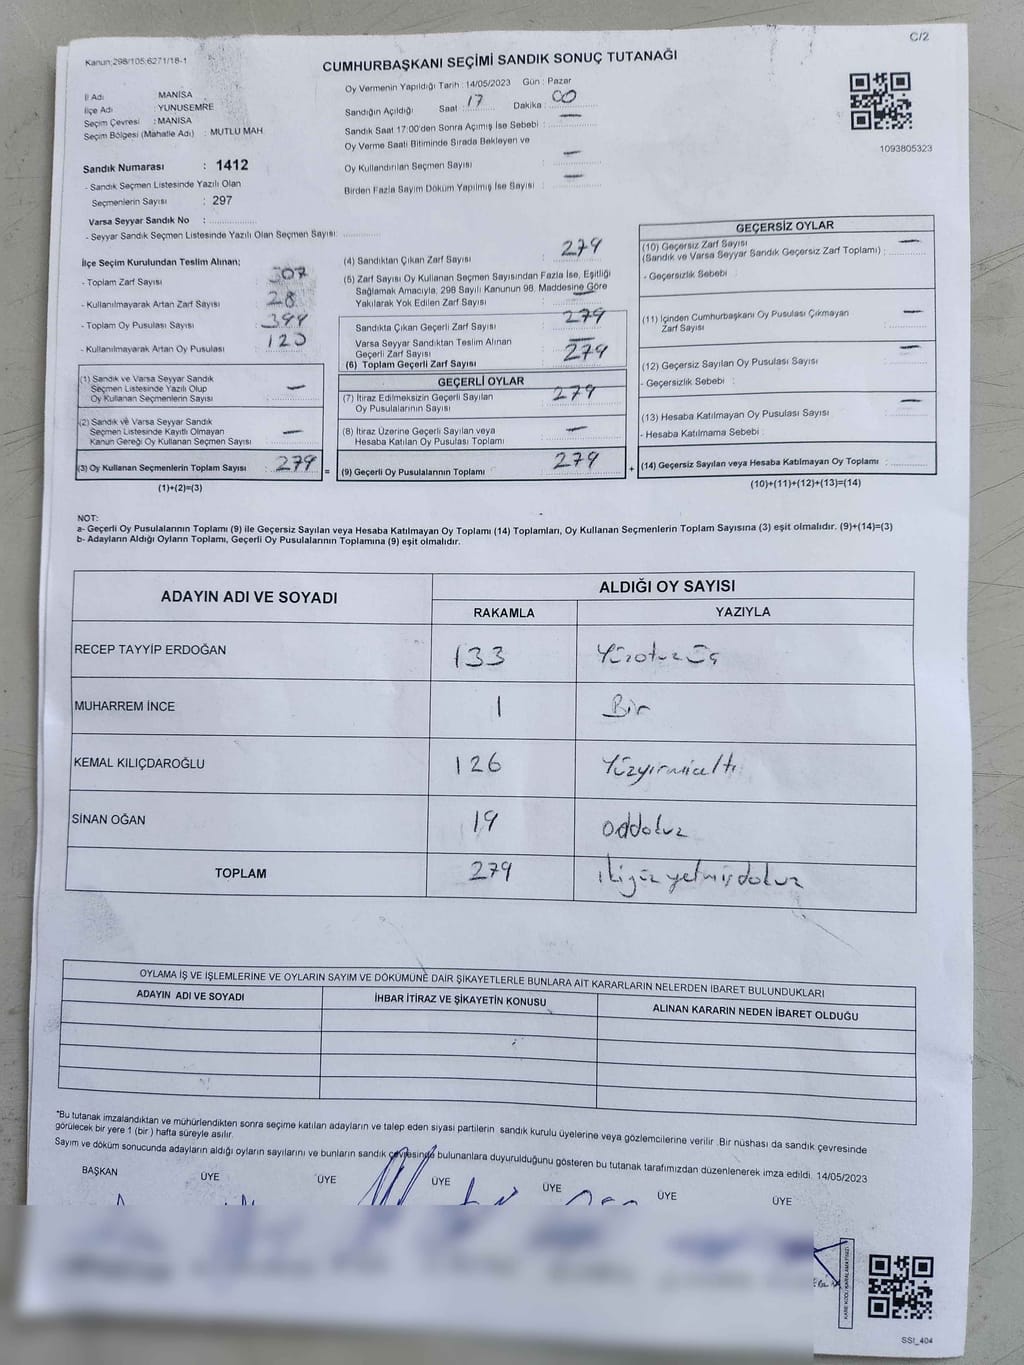 C/2
Kanun:298/105;6271/18-1
CUMHURBAŞKANI SEÇİMİ SANDIK SONUÇ TUTANAĞI
İl Adı MANİSA
İlçe Adı : YUNUSEMRE
Seçim Çevresi : MANİSA
Seçim Bölgesi (Mahalle Adı) : MUTLU MAH
Sandık Numarası : 1412
- Sandık Seçmen Listesinde Yazılı Olan
Seçmenlerin Sayısı : 297
Varsa Seyyar Sandık No :
- Seyyar Sandık Seçmen Listesinde Yazılı Olan Seçmen Sayısı:
Oy Vermenin Yapıldığı Tarih : 14/05/2023 Gün : Pazar
Sandığın Açıldığı Saat : 17 Dakika : 00
Sandık Saat 17:00'den Sonra Açımış İse Sebebi : —
Oy Verme Saati Bitiminde Sırada Bekleyen ve
Oy Kullandırılan Seçmen Sayısı : —
Birden Fazla Sayım Döküm Yapılmış İse Sayısı : —
1093805323
İlçe Seçim Kurulundan Teslim Alınan;
- Toplam Zarf Sayısı : 307
- Kullanılmayarak Artan Zarf Sayısı : 28
- Toplam Oy Pusulası Sayısı :
- Kullanılmayarak Artan Oy Pusulası :
(1) Sandık ve Varsa Seyyar Sandık
Seçmen Listesinde Yazılı Olup
Oy Kullanan Seçmenlerin Sayısı : —
(2) Sandık ve Varsa Seyyar Sandık
Seçmen Listesinde Kayıtlı Olmayan
Kanun Gereği Oy Kullanan Seçmen Sayısı : —
(3) Oy Kullanan Seçmenlerin Toplam Sayısı : 279
(1)+(2)=(3)
=
(4) Sandıktan Çıkan Zarf Sayısı : 279
(5) Zarf Sayısı Oy Kullanan Seçmen Sayısından Fazla İse, Eşitliği
Sağlamak Amacıyla, 298 Sayılı Kanunun 98. Maddesine Göre
Yakılarak Yok Edilen Zarf Sayısı :
Sandıkta Çıkan Geçerli Zarf Sayısı : 279
Varsa Seyyar Sandıktan Teslim Alınan
Geçerli Zarf Sayısı : —
(6) Toplam Geçerli Zarf Sayısı : 279
GEÇERLİ OYLAR
(7) İtiraz Edilmeksizin Geçerli Sayılan 279
Oy Pusulalarının Sayısı :
(8) İtiraz Üzerine Geçerli Sayılan veya
Hesaba Katılan Oy Pusulası Toplamı : —
(9) Geçerli Oy Pusulalarının Toplamı : 279
+
GEÇERSİZ OYLAR
(10) Geçersiz Zarf Sayısı —
(Sandık ve Varsa Seyyar Sandık Geçersiz Zarf Toplamı) :
- Geçersizlik Sebebi :
(11) İçinden Cumhurbaşkanı Oy Pusulası Çıkmayan —
Zarf Sayısı :
(12) Geçersiz Sayılan Oy Pusulası Sayısı : —
- Geçersizlik Sebebi :
(13) Hesaba Katılmayan Oy Pusulası Sayısı : —
- Hesaba Katılmama Sebebi :
(14) Geçersiz Sayılan veya Hesaba Katılmayan Oy Toplamı :
(10)+(11)+(12)+(13)=(14)
NOT:
a- Geçerli Oy Pusulalarının Toplamı (9) ile Geçersiz Sayılan veya Hesaba Katılmayan Oy Toplamı (14) Toplamları, Oy Kullanan Seçmenlerin Toplam Sayısına (3) eşit olmalıdır. (9)+(14)=(3)
b- Adayların Aldığı Oyların Toplamı, Geçerli Oy Pusulalarının Toplamına (9) eşit olmalıdır.
ADAYIN ADI VE SOYADI ALDIĞI OY SAYISI
RAKAMLA YAZIYLA
RECEP TAYYİP ERDOĞAN 133 Yüzotuzüç
MUHARREM İNCE 1 Bir
KEMAL KILIÇDAROĞLU 126 Yüzyirmialtı
SİNAN OĞAN 19 ondokuz
TOPLAM 279 ikiyüz yetmişdokuz
OYLAMA İŞ VE İŞLEMLERİNE VE OYLARIN SAYIM VE DÖKÜMÜNE DAİR ŞİKAYETLERLE BUNLARA AİT KARARLARIN NELERDEN İBARET BULUNDUKLARI
ADAYIN ADI VE SOYADI İHBAR İTİRAZ VE ŞİKAYETİN KONUSU ALINAN KARARIN NEDEN İBARET OLDUĞU
*Bu tutanak imzalandıktan ve mühürlendikten sonra seçime katılan adayların ve talep eden siyasi partilerin sandık kurulu üyelerine veya gözlemcilerine verilir .Bir nüshası da sandık çevresinde
görülecek bir yere 1 (bir ) hafta süreyle asılır.
Sayım ve döküm sonucunda adayların aldığı oyların sayılarını ve bunların sandık çevresinde bulunanlara duyurulduğunu gösteren bu tutanak tarafımızdan düzenlenerek imza edildi. 14/05/2023
BAŞKAN ÜYE ÜYE ÜYE ÜYE ÜYE ÜYE
KARE KODU KARALAMAYINIZ!
SSI_404